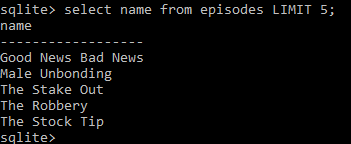 sqlite> select name from episodes LIMIT 5;
name
-----------------
Good News Bad News
Male Unbonding
The Stake Out
The Robbery
The Stock Tip
sqlite>